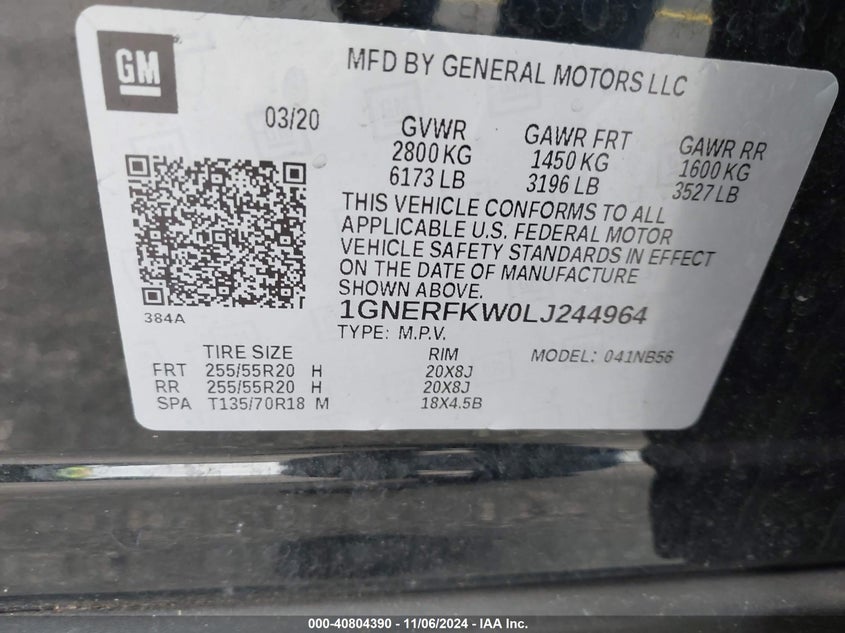 GM
MFD BY GENERAL MOTORS LLC
03/20
GVWR GAWR FRT GAWR RR
2800 KG 1450 KG 1600 KG
6173 LB 3196 LB 3527 LB
THIS VEHICLE CONFORMS TO ALL
APPLICABLE U.S. FEDERAL MOTOR
VEHICLE SAFETY STANDARDS IN EFFECT
ON THE DATE OF MANUFACTURE
SHOWN ABOVE.
384A
1GNERFKW0LJ244964
TYPE: M.P.V.
TIRE SIZE RIM MODEL: 041NB56
FRT 255/55R20 H 20X8J
RR 255/55R20 H 20X8J
SPA T135/70R18 M 18X4.5B
000-40804390 - 11/06/2024 - IAA Inc.